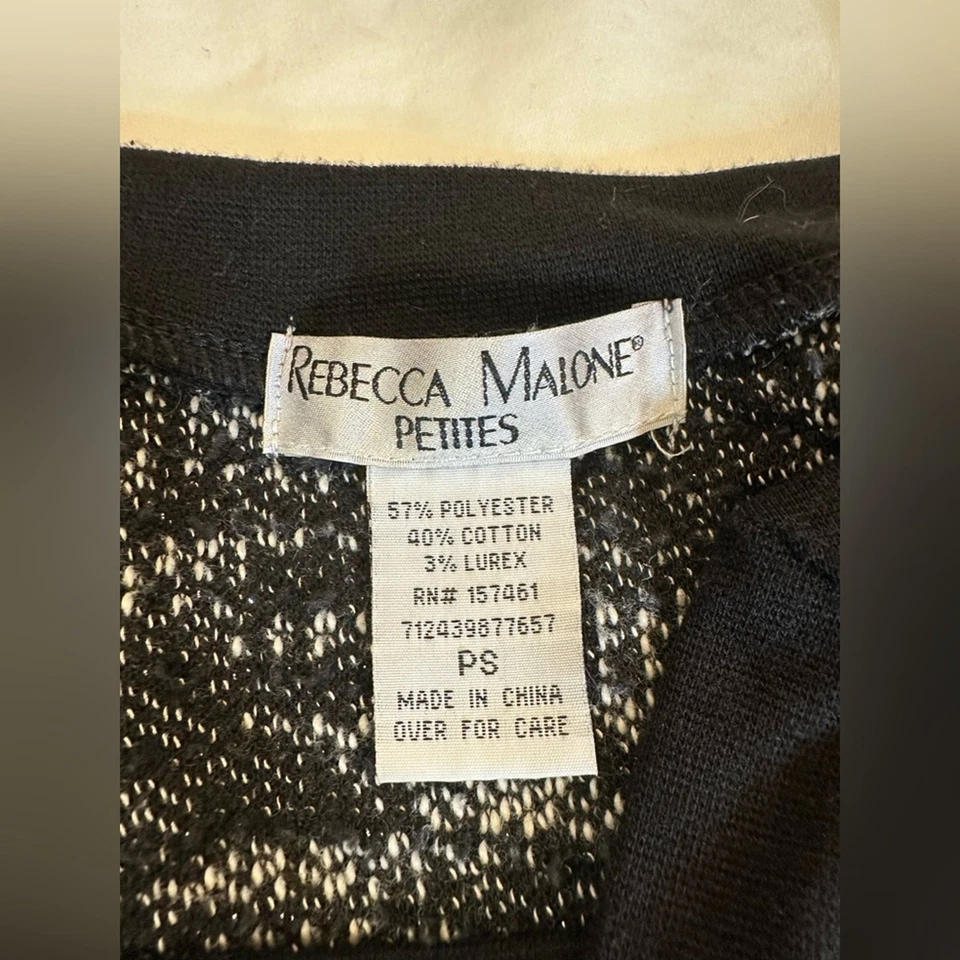 REBECCA MALONE®
PETITES
57% POLYESTER
40% COTTON
3% LUREX
RN# 157461
712439877657
PS
MADE IN CHINA
OVER FOR CARE